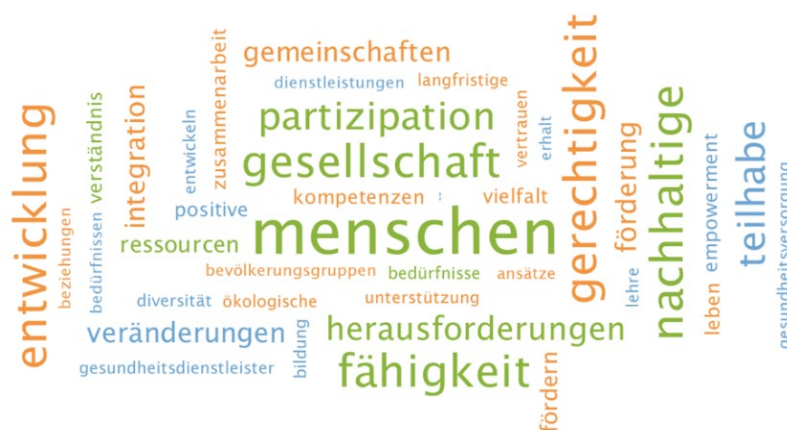 entwicklung
beziehungen
verständnis
bedürfnissen
integration
entwickeln
zusammenarbeit
gemeinschaften
dienstleistungen
langfristige
partizipation
gesellschaft
vertrauen
erhalt
kompetenzen
:
vielfalt
positive
ressourcen
menschen
bevölkerungsgruppen
bedürfnisse
ansätze
diversität
ökologische
unterstützung
veränderungen
bildung
herausforderungen
gesundheitsdienstleister
fähigkeit
fördern
gerechtigkeit
förderung
lehre
nachhaltige
empowerment
leben
teilhabe
gesundheitsversorgung